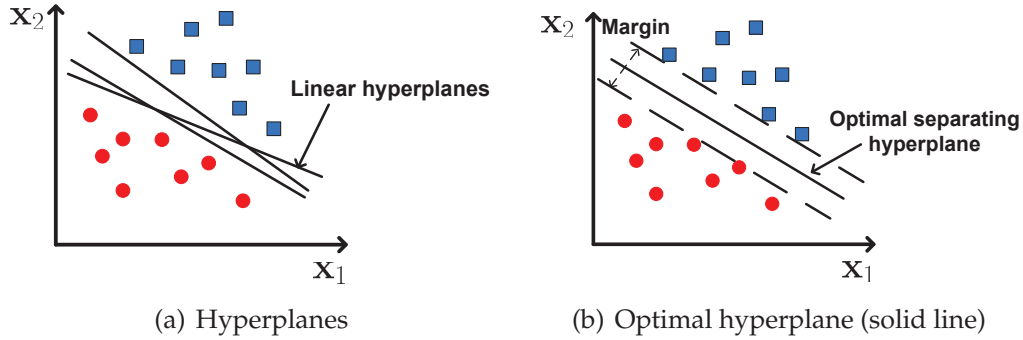 x2
Linear hyperplanes
x1
(a) Hyperplanes
x2
Margin
Optimal separating
hyperplane
x1
(b) Optimal hyperplane (solid line)